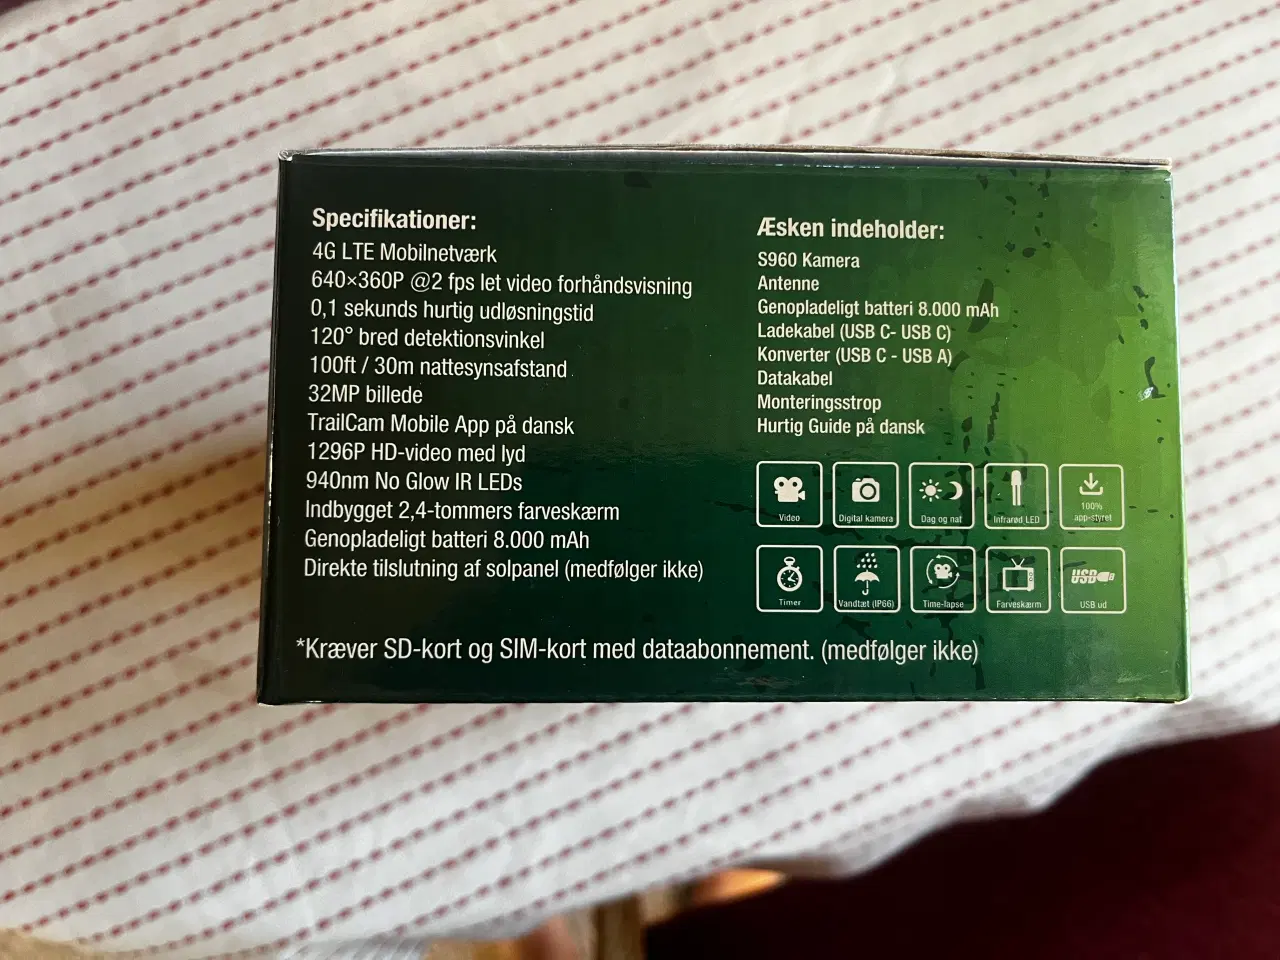 Specifikationer:
4G LTE Mobilnetværk
640×360P @2 fps let video forhåndsvisning
0,1 sekunds hurtig udløsningstid
120° bred detektionsvinkel
100ft / 30m nattesynsafstand
32MP billede
TrailCam Mobile App på dansk
1296P HD-video med lyd
940nm No Glow IR LEDs
Indbygget 2,4-tommers farveskærm
Genopladeligt batteri 8.000 mAh
Direkte tilslutning af solpanel (medfølger ikke)
Æsken indeholder:
S960 Kamera
Antenne
Genopladeligt batteri 8.000 mAh
Ladekabel (USB C- USB C)
Konverter (USB C - USB A)
Datakabel
Monteringsstrop
Hurtig Guide på dansk
Video
Digital kamera
Dag og nat
Infrarød LED
100%
app-styret
Timer
Vandtæt (IP66)
Time-lapse
Farveskærm
USB
USB ud
*Kræver SD-kort og SIM-kort med dataabonnement. (medfølger ikke)